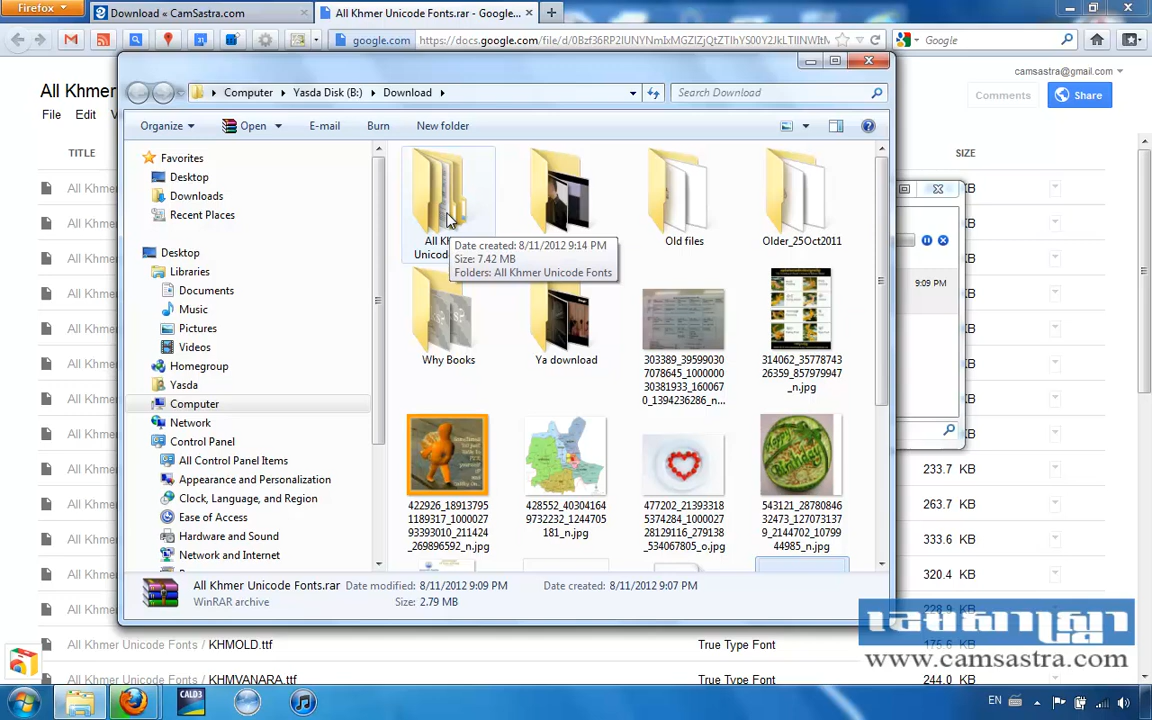 Firefox
Download « CamSastra.com
All Khmer Unicode Fonts.rar - Google...
google.com
https://docs.google.com/file/d/0Bzf36RP2IUNYNmIxMGZlZjQtZTlhYS00Y2JkLTlINWItM
Google
camsastra@gmail.com
All Khmer
Comments
Share
File Edit
Computer
Yasda Disk (B:)
Download
Search Download
Organize
Open
E-mail
Burn
New folder
TITLE
SIZE
Favorites
Desktop
Downloads
Recent Places
Desktop
Libraries
Documents
Music
Pictures
Videos
Homegroup
Yasda
Computer
Network
Control Panel
All Control Panel Items
Appearance and Personalization
Clock, Language, and Region
Ease of Access
Hardware and Sound
Network and Internet
All Kh
Unicod
Date created: 8/11/2012 9:14 PM
Size: 7.42 MB
Folders: All Khmer Unicode Fonts
Old files
Older_25Oct2011
Why Books
Ya download
303389_39599030
7078645_1000000
30381933_160067
0_1394236286_n...
314062_35778743
26359_857979947
_n.jpg
422926_18913795
1189317_1000027
93393010_211424
_269896592_n.jpg
428552_40304164
9732232_1244705
181_n.jpg
477202_21393318
5374284_1000027
28129116_279138
_534067805_o.jpg
543121_28780846
32473_127073137
9_2144702_10799
44985_n.jpg
9:09 PM
KB
KB
KB
KB
KB
233.7 KB
263.7 KB
333.6 KB
320.4 KB
228.9
All Khmer Unicode Fonts.rar
Date modified: 8/11/2012 9:09 PM
Date created: 8/11/2012 9:07 PM
WinRAR archive
Size: 2.79 MB
All Khmer Unicode Fonts / KHMOLD.ttf
True Type Font
175.6 KB
All Khmer Unicode Fonts / KHMVANARA.ttf
True Type Font
244.0 KB
www.camsastra.com
CALD3
EN